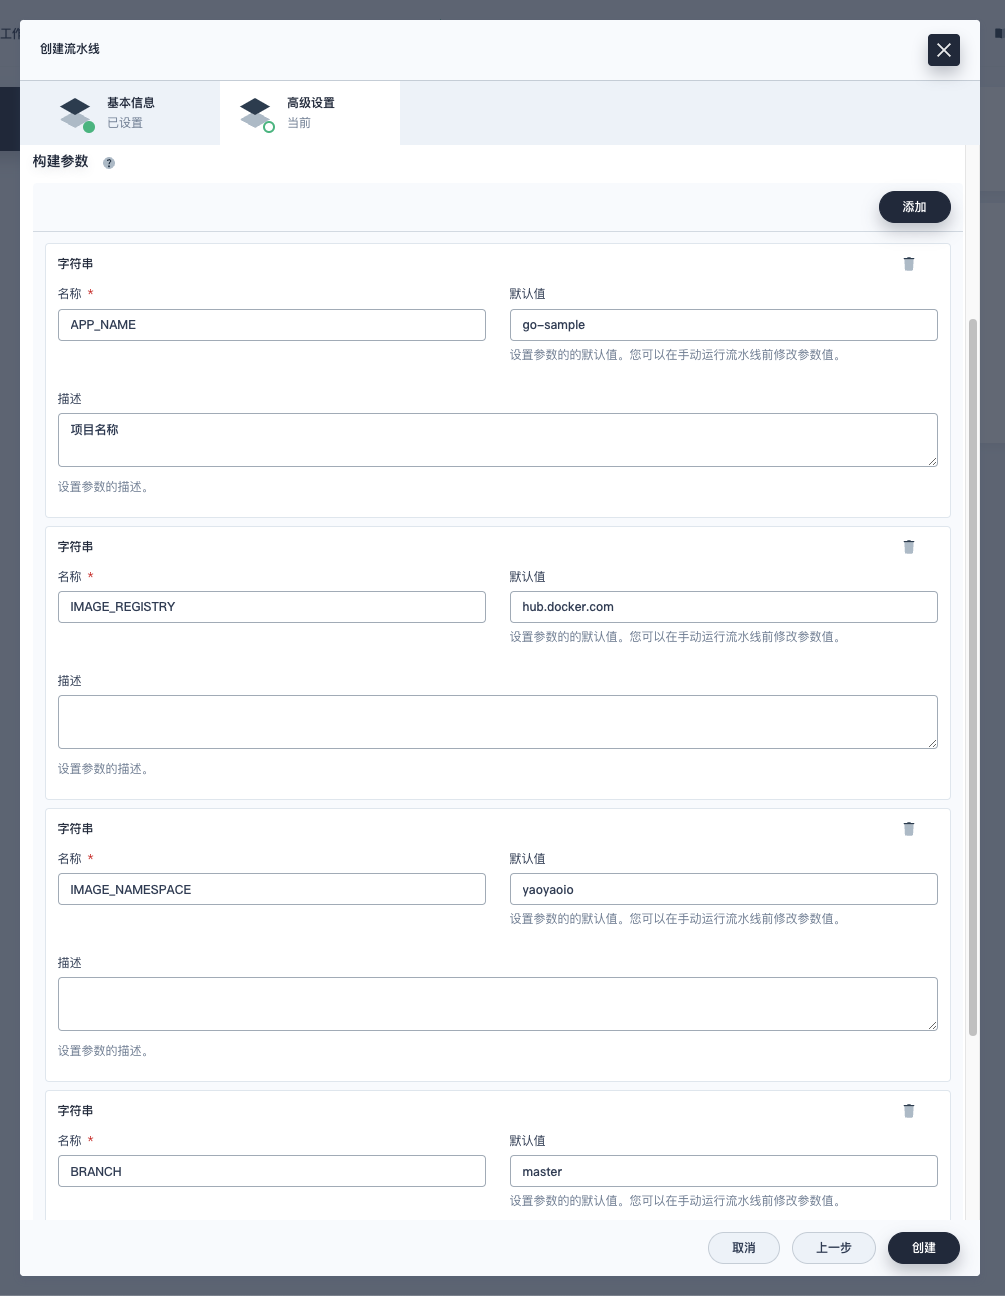 工作
创建流水线
基本信息
已设置
高级设置
当前
构建参数 ?
添加
字符串
名称 *
默认值
APP_NAME
go-sample
设置参数的的默认值。您可以在手动运行流水线前修改参数值。
描述
项目名称
设置参数的描述。
字符串
名称 *
默认值
IMAGE_REGISTRY
hub.docker.com
设置参数的的默认值。您可以在手动运行流水线前修改参数值。
描述
设置参数的描述。
字符串
名称 *
默认值
IMAGE_NAMESPACE
yaoyaoio
设置参数的的默认值。您可以在手动运行流水线前修改参数值。
描述
设置参数的描述。
字符串
名称 *
默认值
BRANCH
master
设置参数的的默认值。您可以在手动运行流水线前修改参数值。
取消
上一步
创建